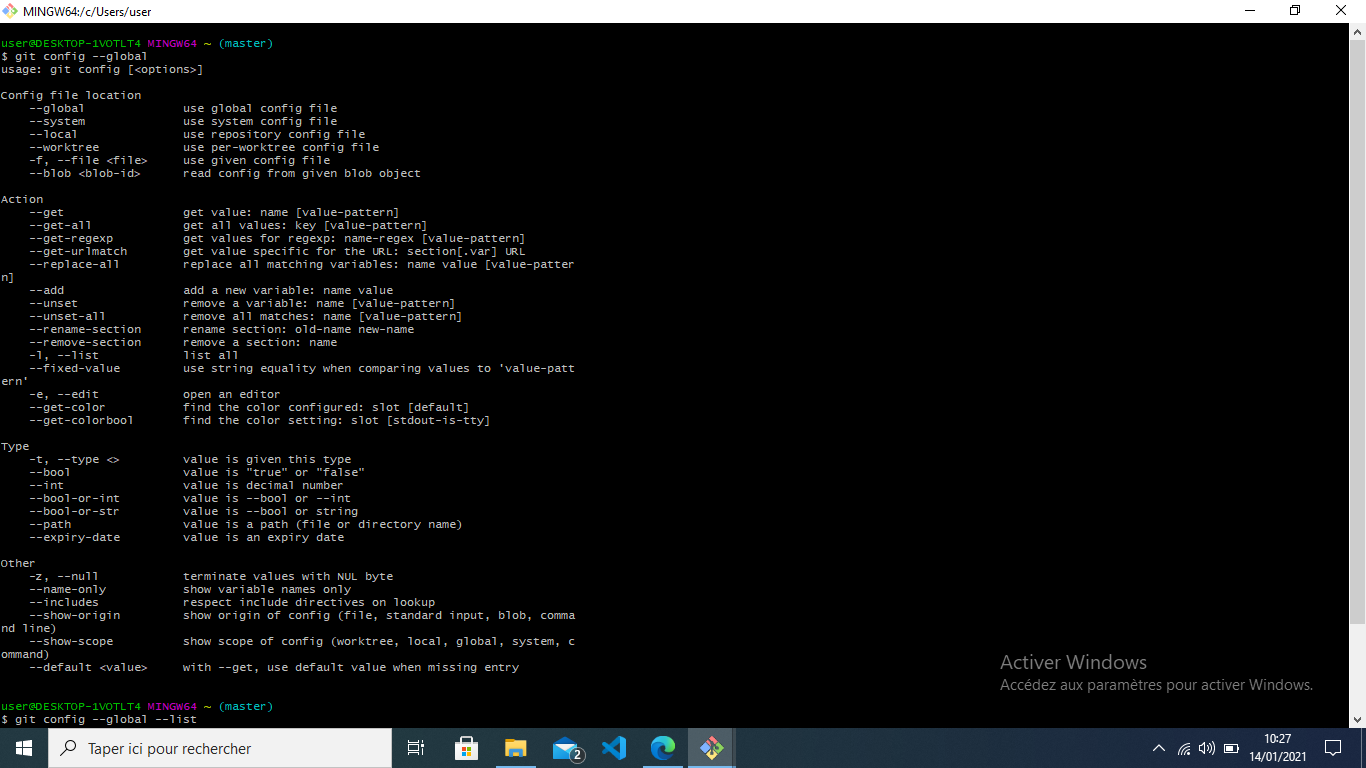 MINGW64:/c/Users/user
user@DESKTOP-1VOTLT4 MINGW64 ~ (master)
$ git config --global
usage: git config [<options>]
Config file location
--global use global config file
--system use system config file
--local use repository config file
--worktree use per-worktree config file
-f, --file <file> use given config file
--blob <blob-id> read config from given blob object
Action
--get get value: name [value-pattern]
--get-all get all values: key [value-pattern]
--get-regexp get values for regexp: name-regex [value-pattern]
--get-urlmatch get value specific for the URL: section[.var] URL
--replace-all replace all matching variables: name value [value-patter
n]
--add add a new variable: name value
--unset remove a variable: name [value-pattern]
--unset-all remove all matches: name [value-pattern]
--rename-section rename section: old-name new-name
--remove-section remove a section: name
-l, --list list all
--fixed-value use string equality when comparing values to 'value-patt
ern'
-e, --edit open an editor
--get-color find the color configured: slot [default]
--get-colorbool find the color setting: slot [stdout-is-tty]
Type
-t, --type <> value is given this type
--bool value is "true" or "false"
--int value is decimal number
--bool-or-int value is --bool or --int
--bool-or-str value is --bool or string
--path value is a path (file or directory name)
--expiry-date value is an expiry date
Other
-z, --null terminate values with NUL byte
--name-only show variable names only
--includes respect include directives on lookup
--show-origin show origin of config (file, standard input, blob, comma
nd line)
--show-scope show scope of config (worktree, local, global, system, c
ommand)
--default <value> with --get, use default value when missing entry
user@DESKTOP-1VOTLT4 MINGW64 ~ (master)
$ git config --global --list
Activer Windows
Accédez aux paramètres pour activer Windows.
Taper ici pour rechercher
2
10:27
14/01/2021